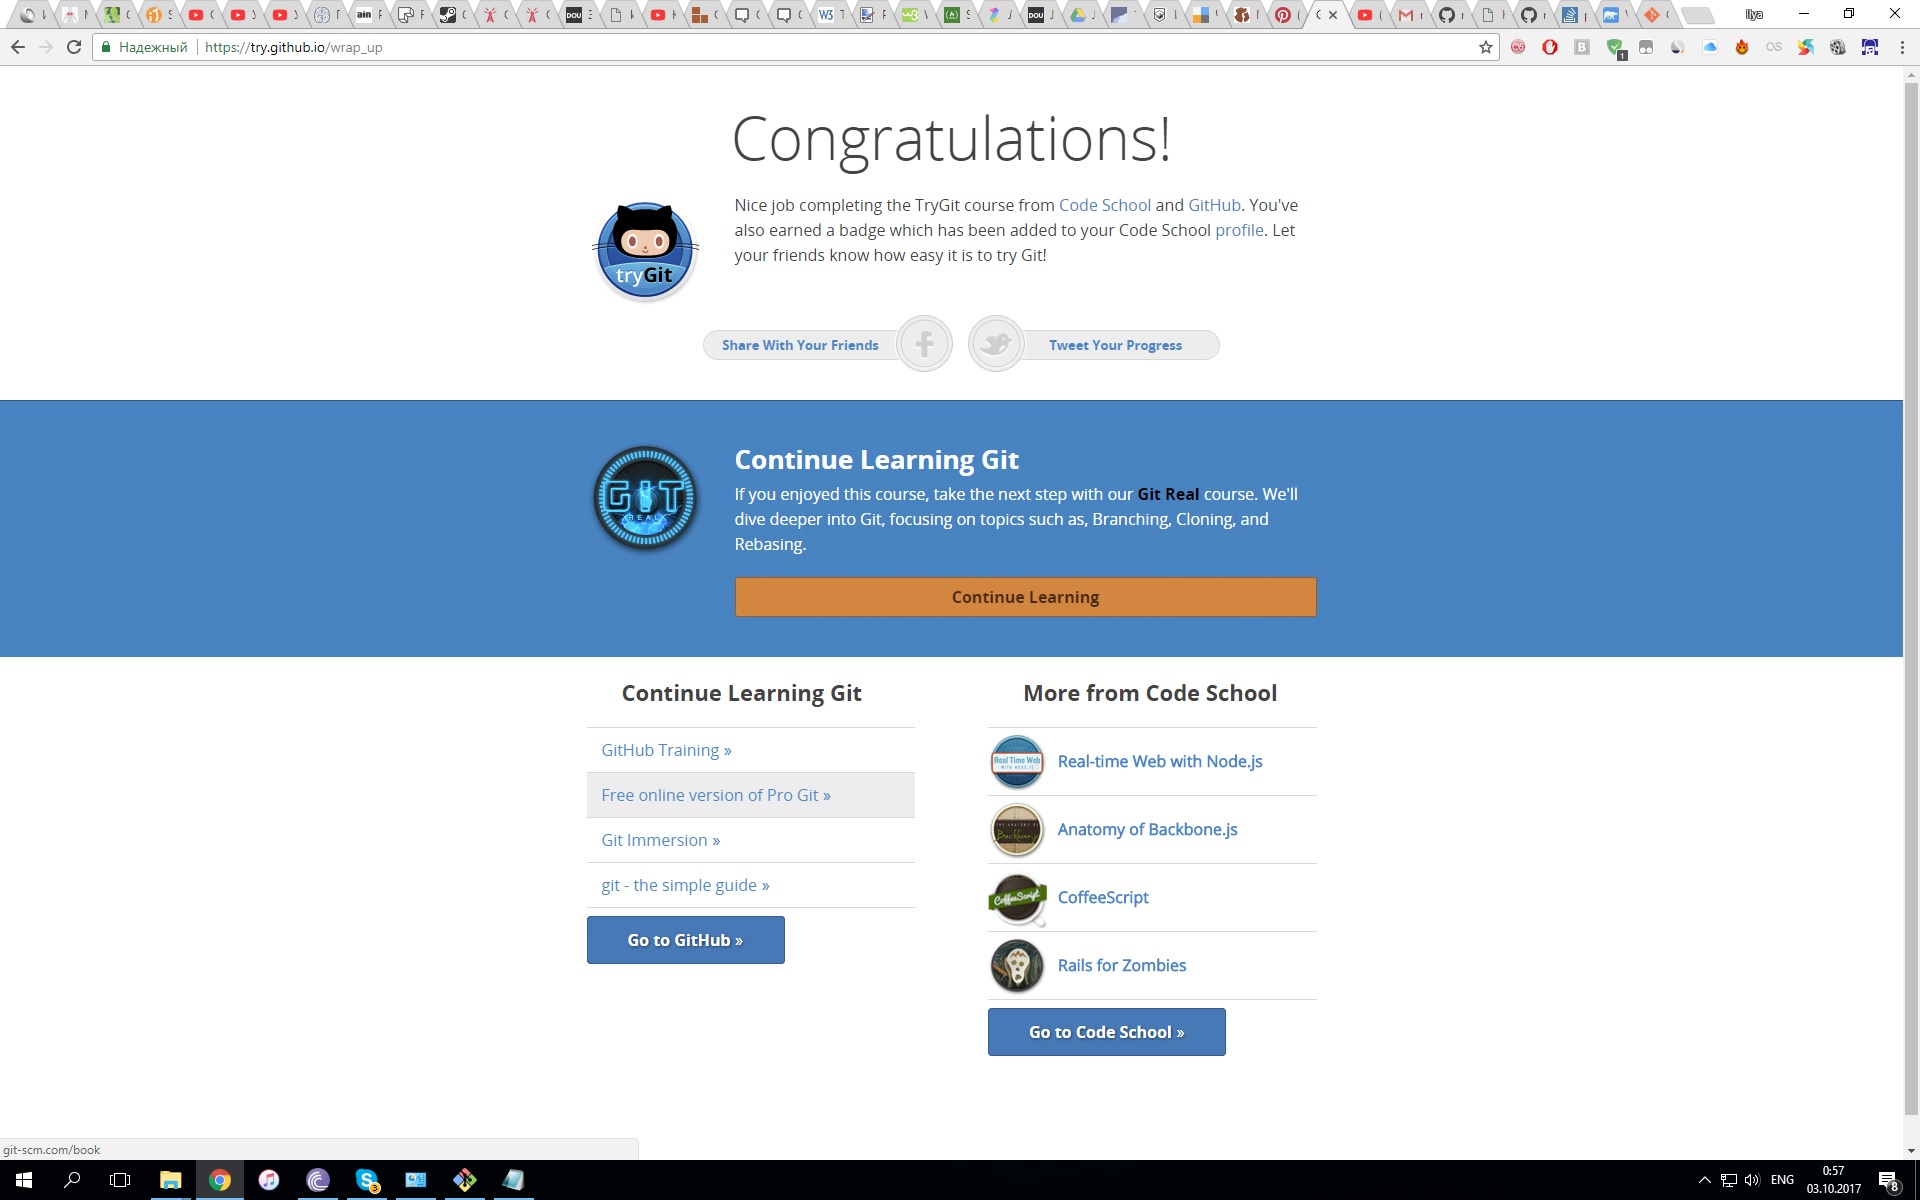 Ilya
Надежный
https://try.github.io/wrap_up
Congratulations!
Nice job completing the TryGit course from Code School and GitHub. You've
also earned a badge which has been added to your Code School profile. Let
your friends know how easy it is to try Git!
tryGit
Share With Your Friends
Tweet Your Progress
GIT
REAL
Continue Learning Git
If you enjoyed this course, take the next step with our Git Real course. We'll
dive deeper into Git, focusing on topics such as, Branching, Cloning, and
Rebasing.
Continue Learning
Continue Learning Git
GitHub Training »
Free online version of Pro Git »
Git Immersion »
git - the simple guide »
Go to GitHub »
More from Code School
Real Time Web
WITH NODE.JS
Real-time Web with Node.js
Anatomy of Backbone.js
CoffeeScript
CoffeeScript
Rails for Zombies
Go to Code School »
git-scm.com/book
ENG
0:57
03.10.2017
8